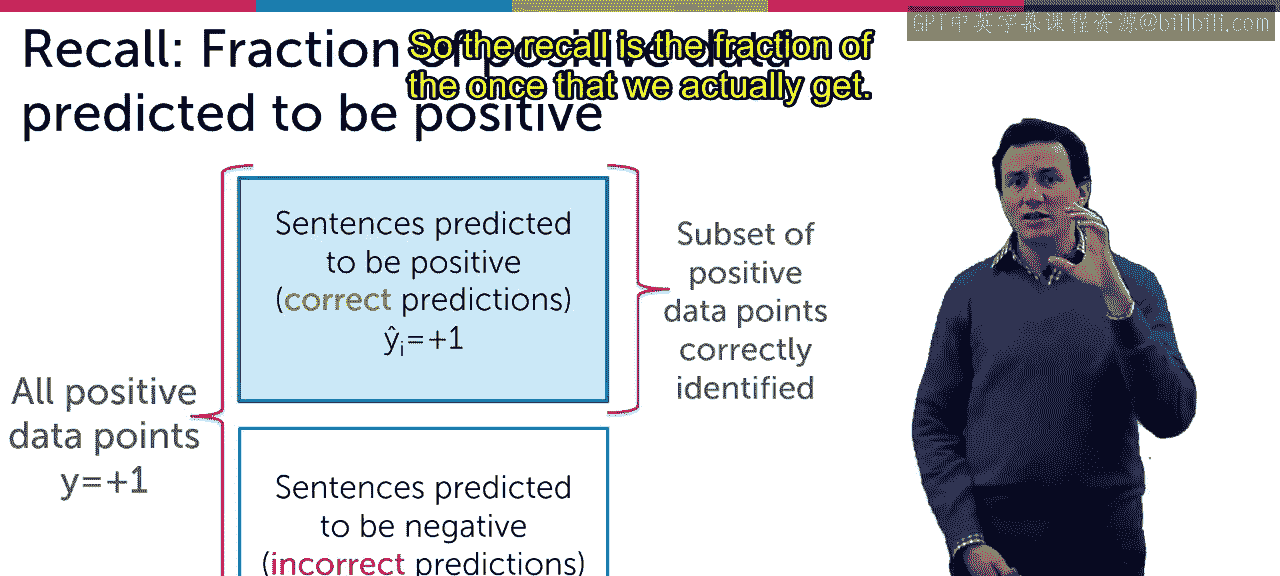 GPT中英字幕课程资源@bilibili.com
Recall: Fraction of positive data
predicted to be positive
So the recall is the fraction of
the once that we actually get.
Sentences predicted
to be positive
(correct predictions)
ŷi=+1
Subset of
positive
data points
correctly
identified
All positive
data points
y=+1
Sentences predicted
to be negative
(incorrect predictions)